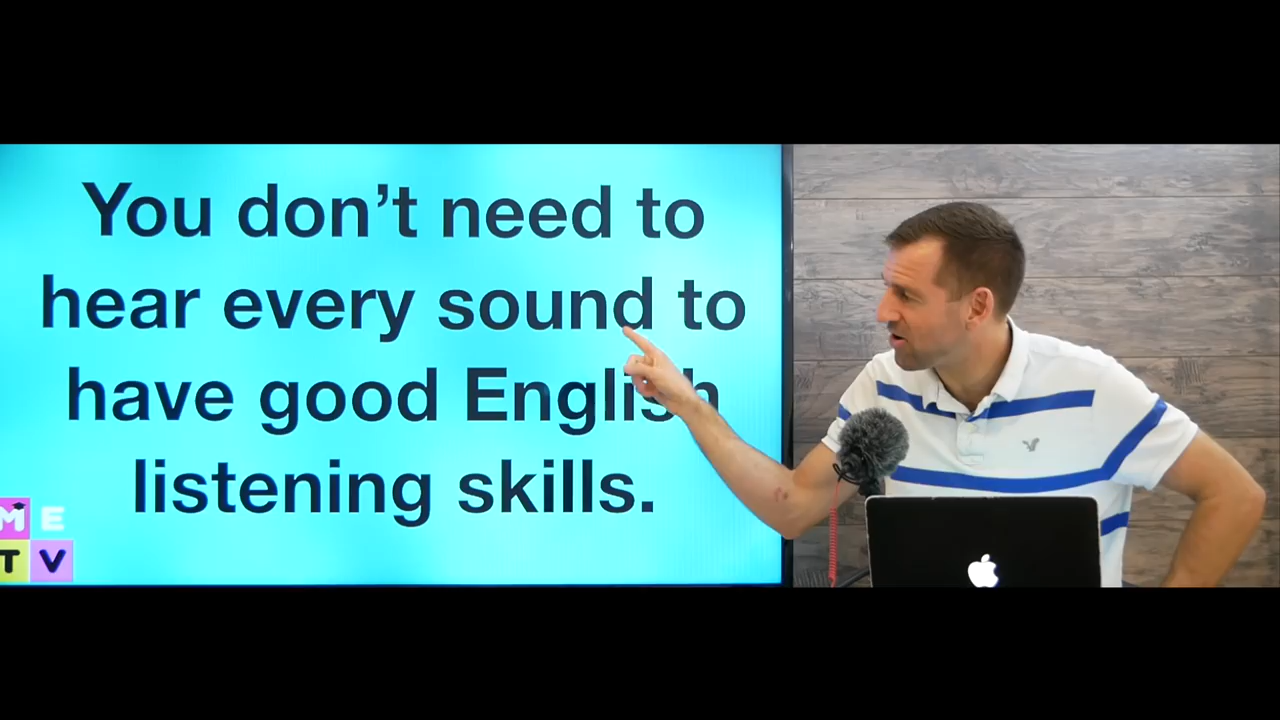 You don't need to
hear every sound to
have good English
listening skills.
M E
T V